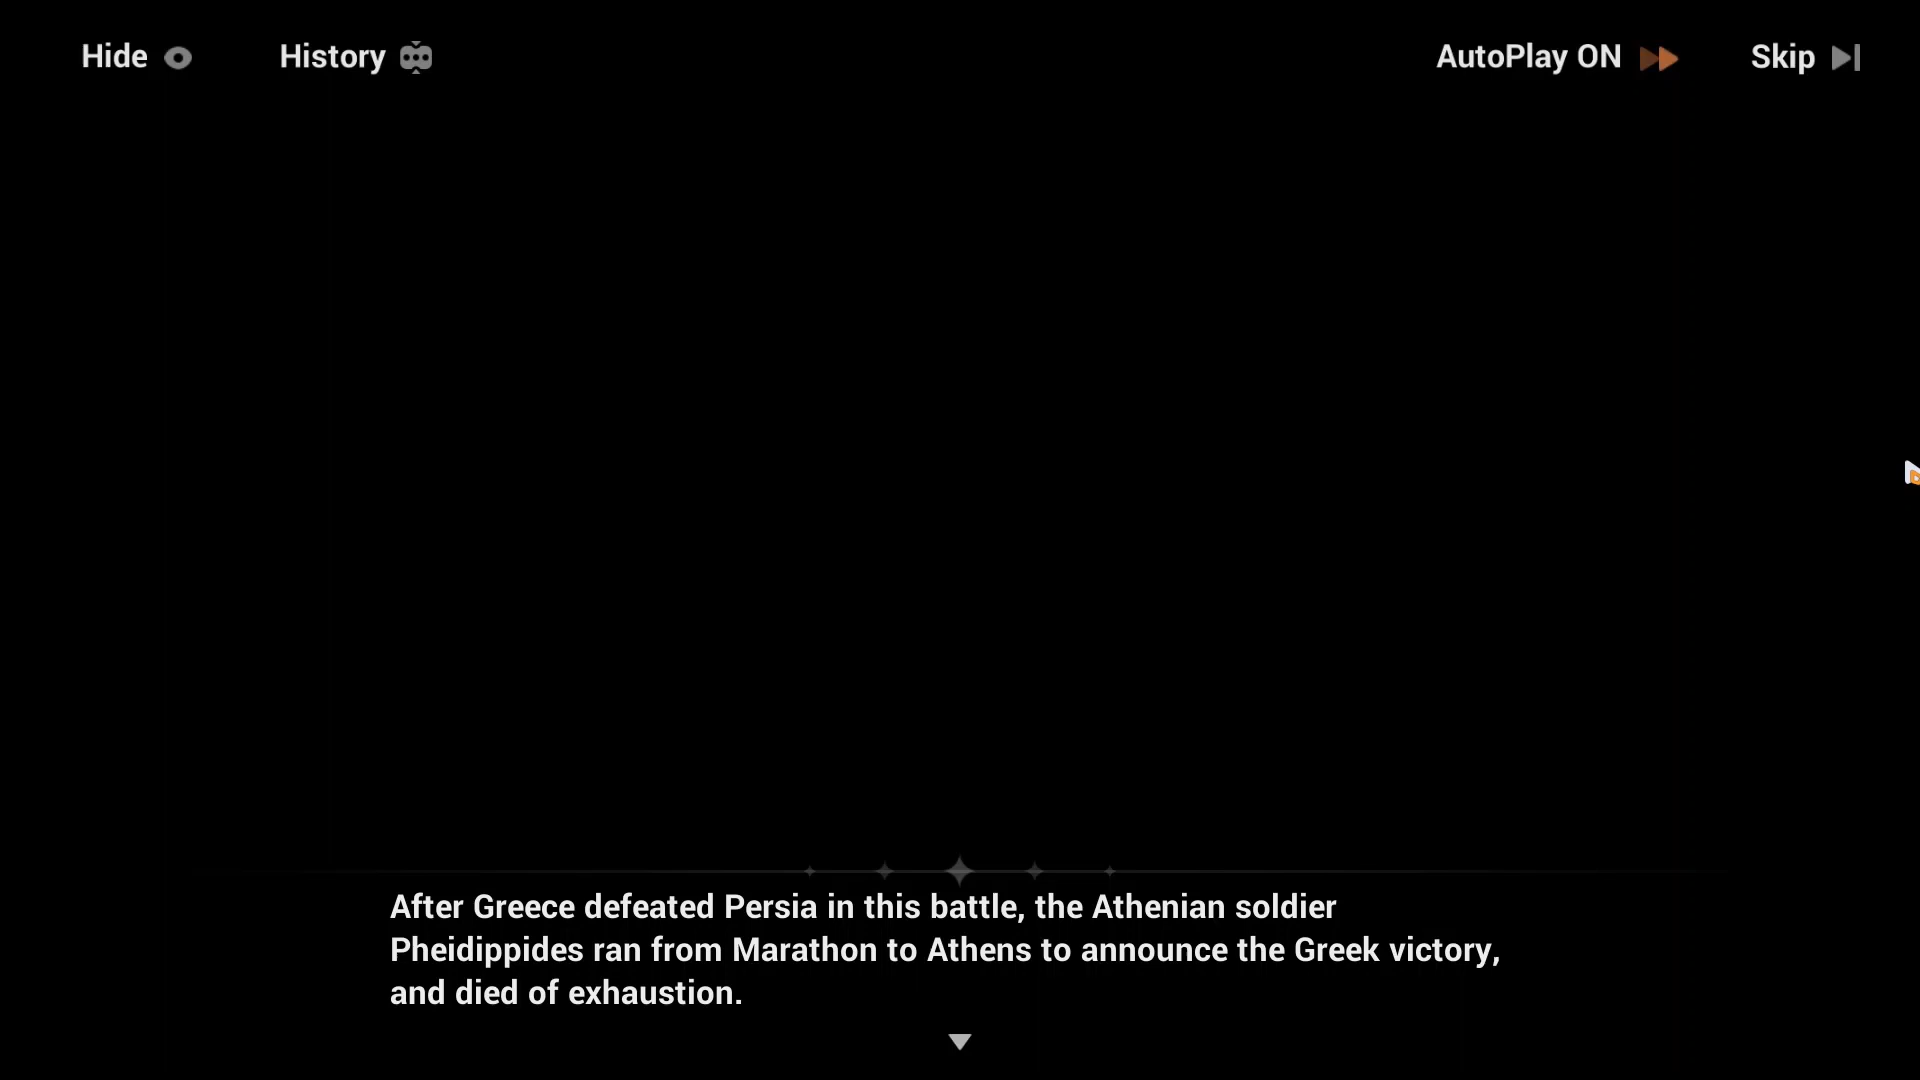 Hide
History
AutoPlay ON
Skip
After Greece defeated Persia in this battle, the Athenian soldier
Pheidippides ran from Marathon to Athens to announce the Greek victory,
and died of exhaustion.